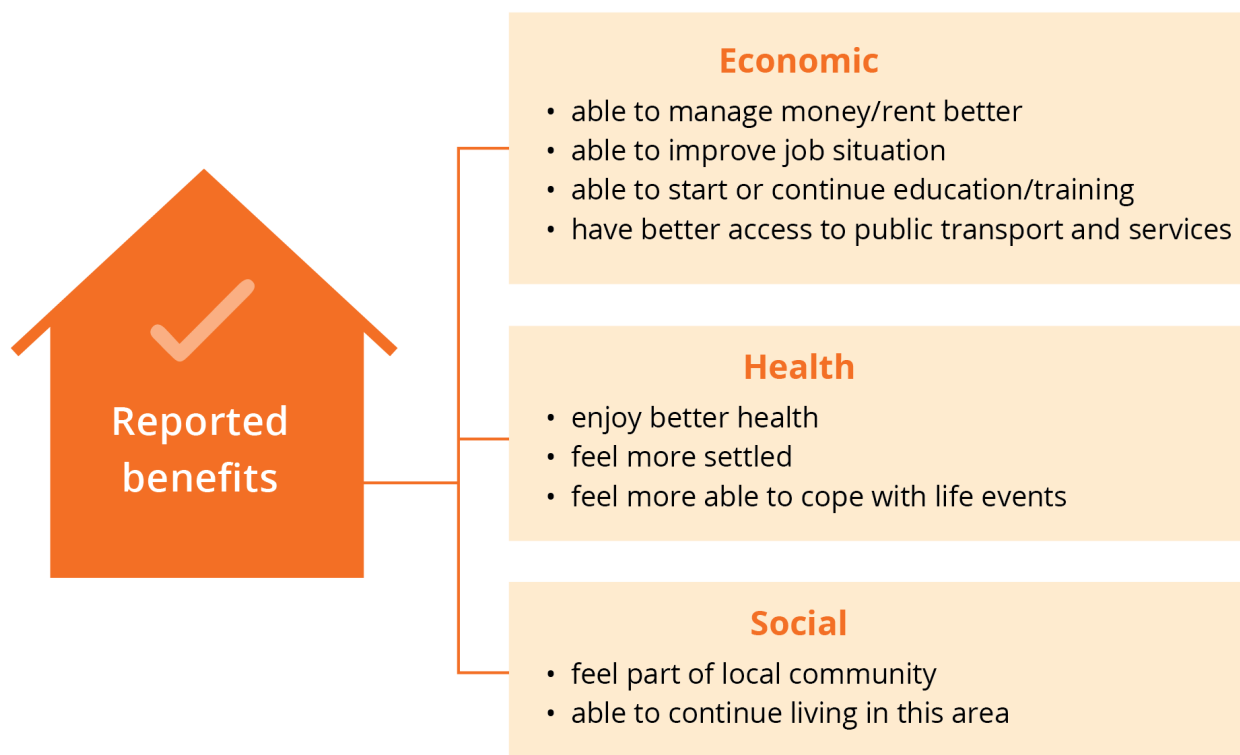 Reported
benefits
Economic
• able to manage money/rent better
• able to improve job situation
• able to start or continue education/training
• have better access to public transport and services
Health
• enjoy better health
• feel more settled
• feel more able to cope with life events
Social
• feel part of local community
• able to continue living in this area